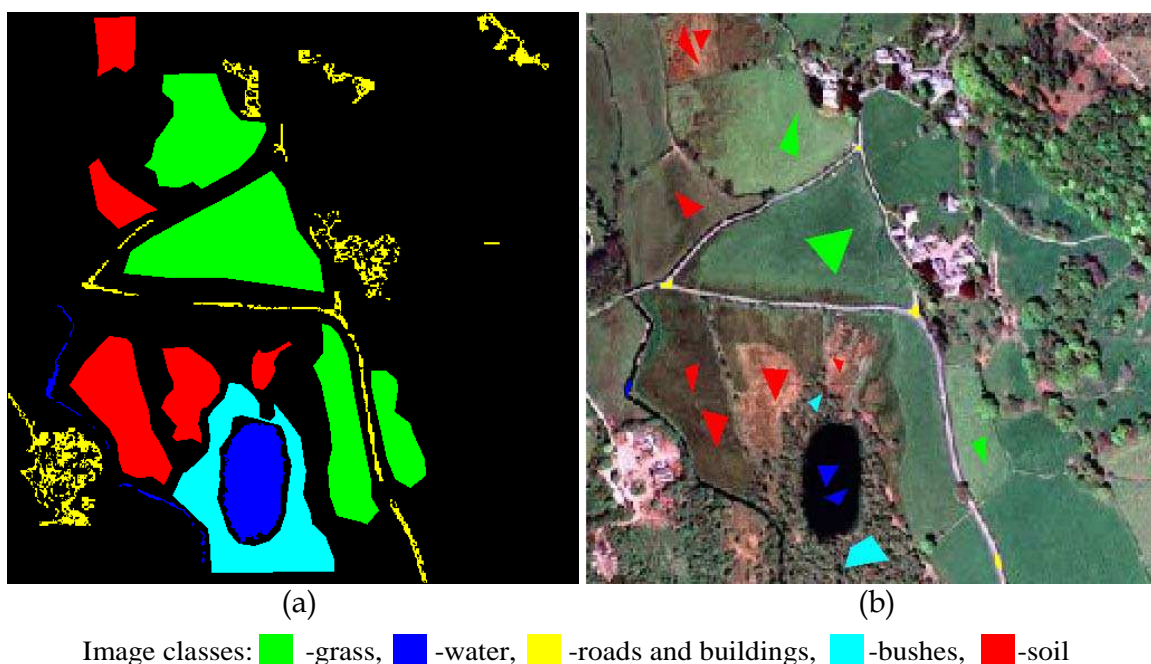 (a) (b)
Image classes: -grass, -water, -roads and buildings, -bushes, -soil